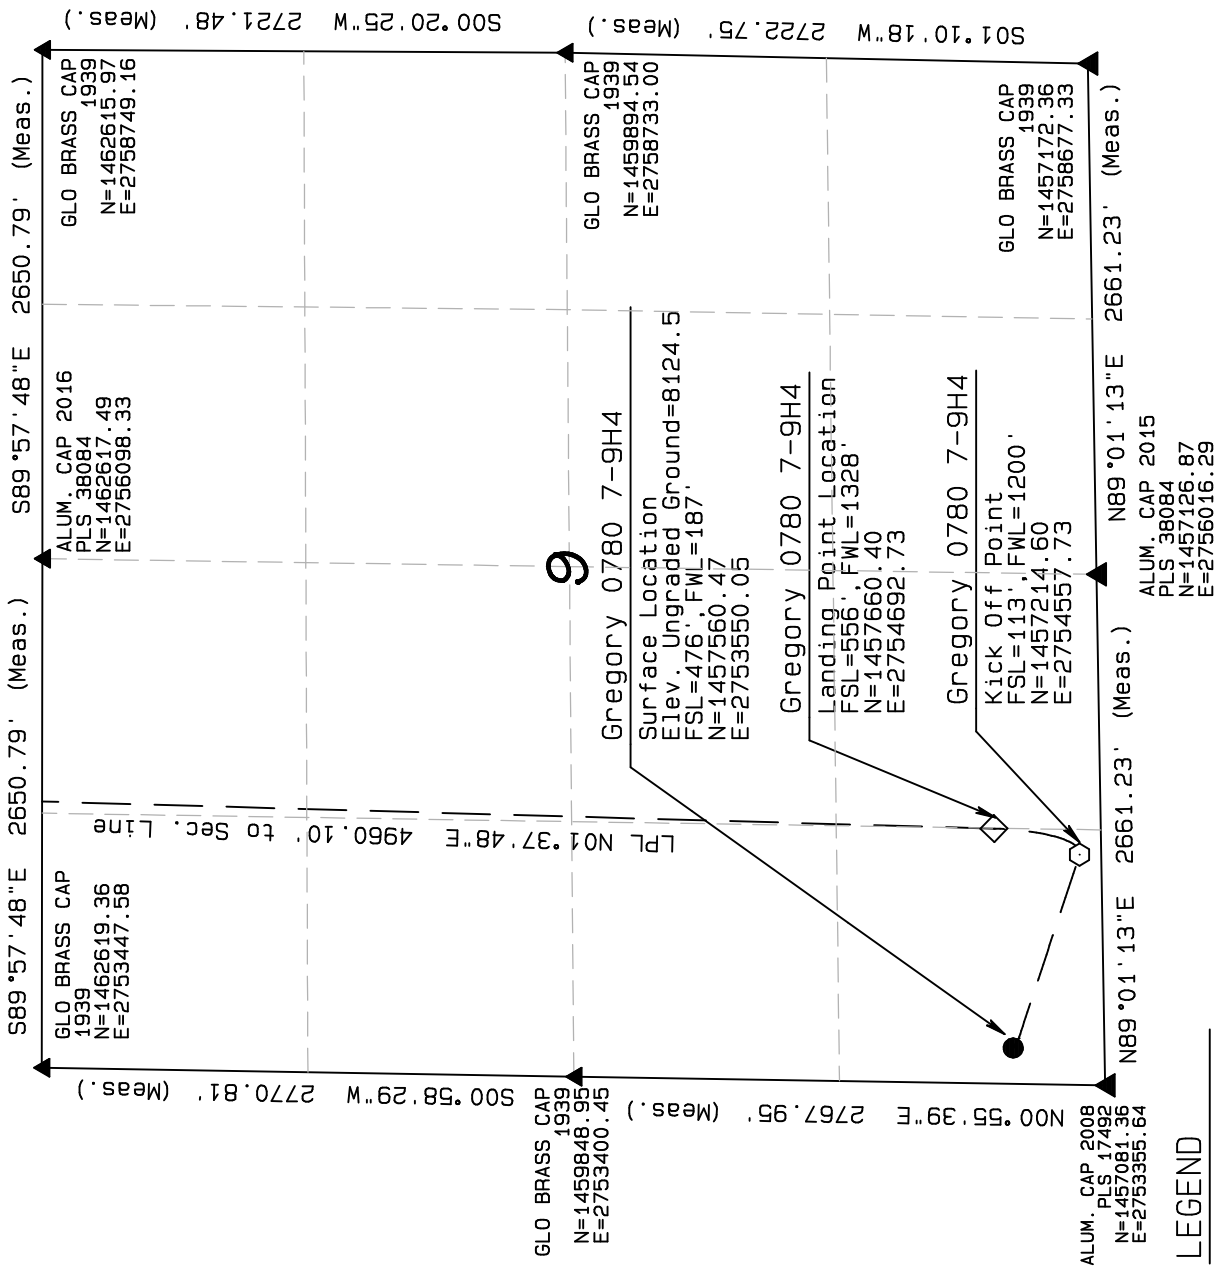 S89°57'48"E 2650.79' (Meas.)
S89°57'48"E 2650.79' (Meas.)
GLO BRASS CAP
1939
N=1462619.36
E=2753447.58
ALUM. CAP 2016
PLS 38084
N=1462617.49
E=2756098.33
GLO BRASS CAP
1939
N=1462615.97
E=2758749.16
S00°58'29"W 2770.81' (Meas.)
S00°20'25"W 2721.48' (Meas.)
LPL N01°37'48"E 4960.10' to Sec. Line
GLO BRASS CAP
1939
N=1459848.95
E=2753400.45
9
GLO BRASS CAP
1939
N=1459894.54
E=2758733.00
N00°55'39"E 2767.95' (Meas.)
S01°10'18"W 2722.75' (Meas.)
Gregory 0780 7-9H4
Surface Location
Elev. Ungraded Ground=8124.5
FSL=476',FWL=187'
N=1457560.47
E=2753550.05
Gregory 0780 7-9H4
Landing Point Location
FSL=556',FWL=1328'
N=1457660.40
E=2754692.73
Gregory 0780 7-9H4
Kick Off Point
FSL=113',FWL=1200'
N=1457214.60
E=2754557.73
GLO BRASS CAP
1939
N=1457172.36
E=2758677.33
ALUM. CAP 2008
PLS 17492
N=1457081.36
E=2753355.64
N89°01'13"E 2661.23' (Meas.)
N89°01'13"E 2661.23' (Meas.)
ALUM. CAP 2015
PLS 38084
N=1457126.87
E=2756016.29
LEGEND